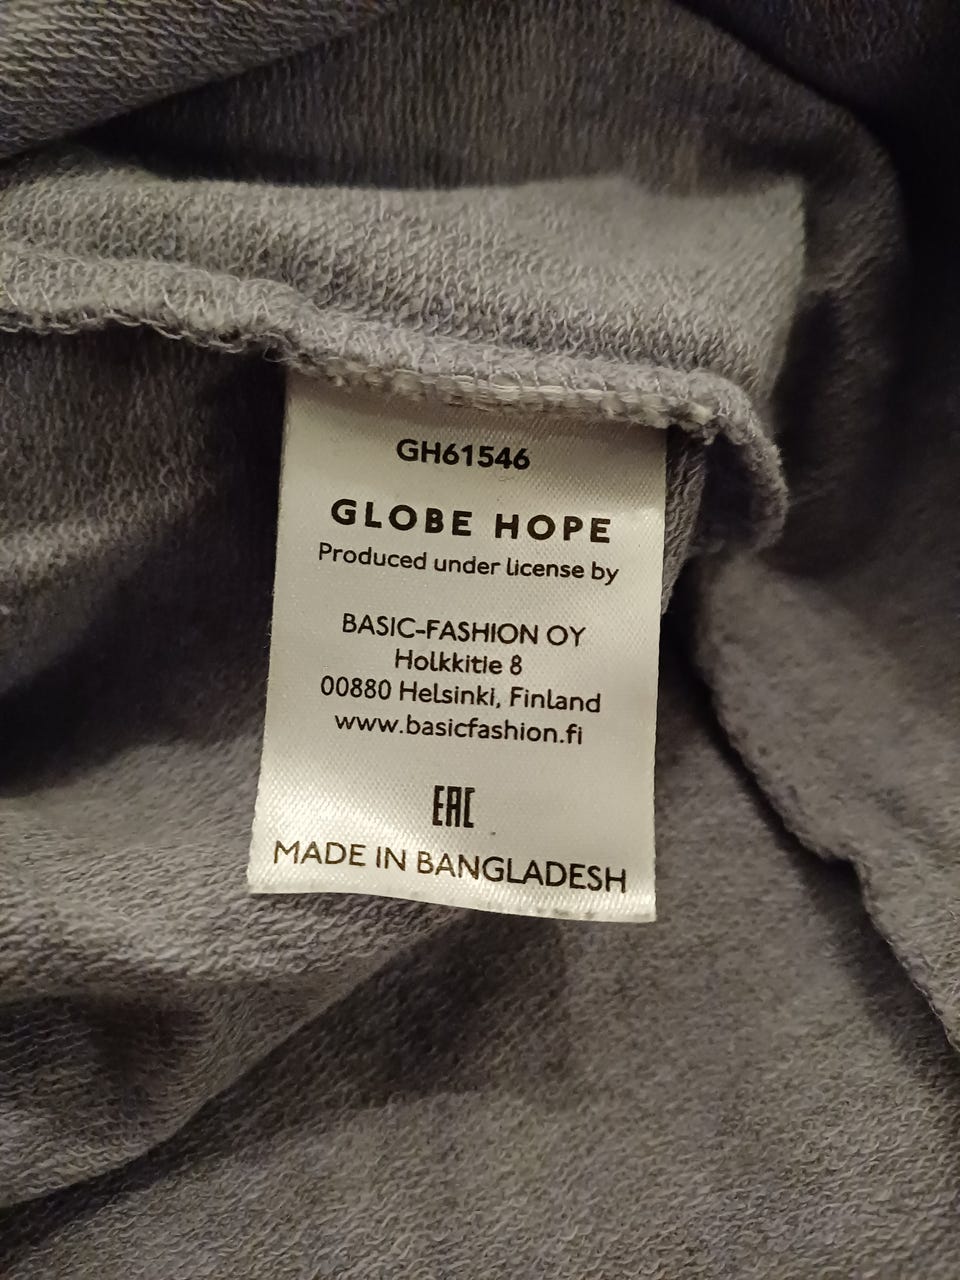 GH61546
GLOBE HOPE
Produced under license by
BASIC-FASHION OY
Holkkitie 8
00880 Helsinki, Finland
www.basicfashion.fi
EAC
MADE IN BANGLADESH